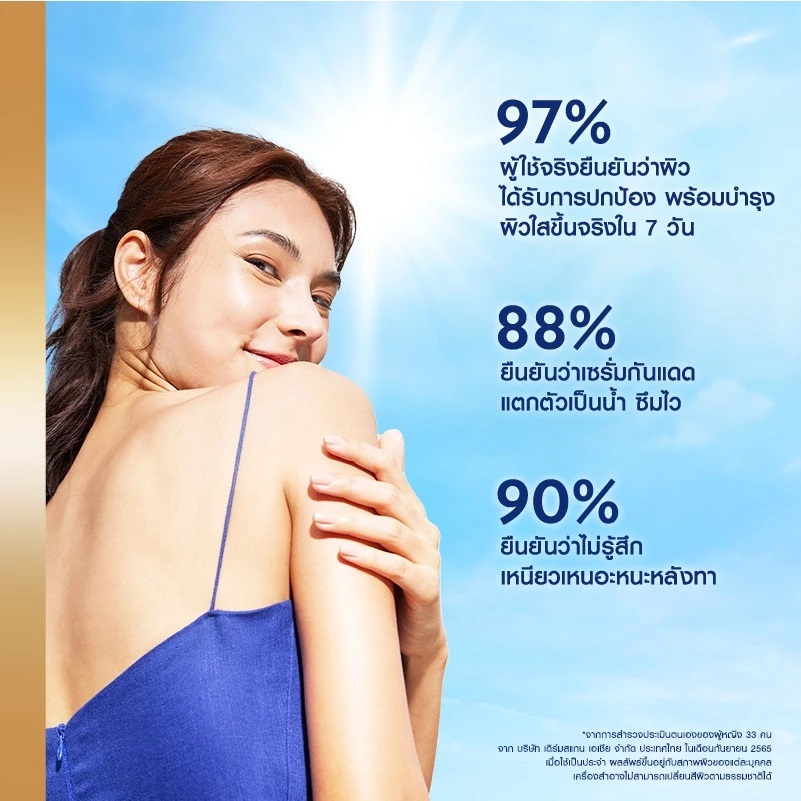 97%
ผู้ใช้จริงยืนยันว่าผิว
ได้รับการปกป้อง พร้อมบำรุง
ผิวใสขึ้นจริงใน 7 วัน
88%
ยืนยันว่าเซรั่มกันแดด
แตกตัวเป็นน้ำ ซึมไว
90%
ยืนยันว่าไม่รู้สึก
เหนียวเหนอะหนะหลังทา
*จากการสำรวจประเมินตนเองของผู้หญิง 33 คน
จาก บริษัท เดิร์มสแกน เอเชีย จำกัด ประเทศไทย ในเดือนกันยายน 2565
เมื่อใช้เป็นประจำ ผลลัพธ์ขึ้นอยู่กับสภาพผิวของแต่ละบุคคล
เครื่องสำอางไม่สามารถเปลี่ยนสีผิวตามธรรมชาติได้